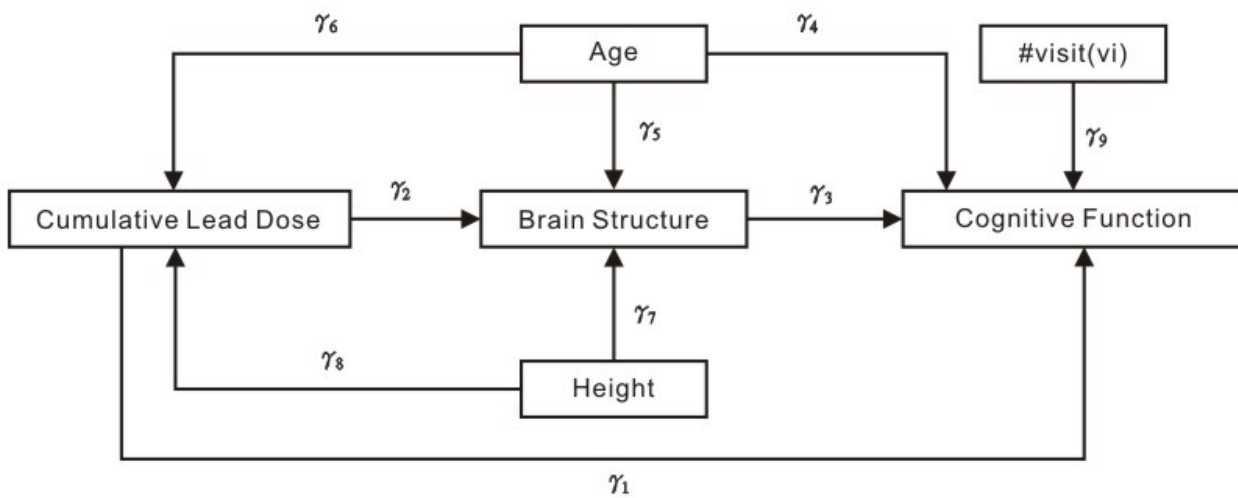 γ6
Age
γ4
#visit(vi)
γ5
γ9
Cumulative Lead Dose
γ2
Brain Structure
γ3
Cognitive Function
γ7
γ8
Height
γ1